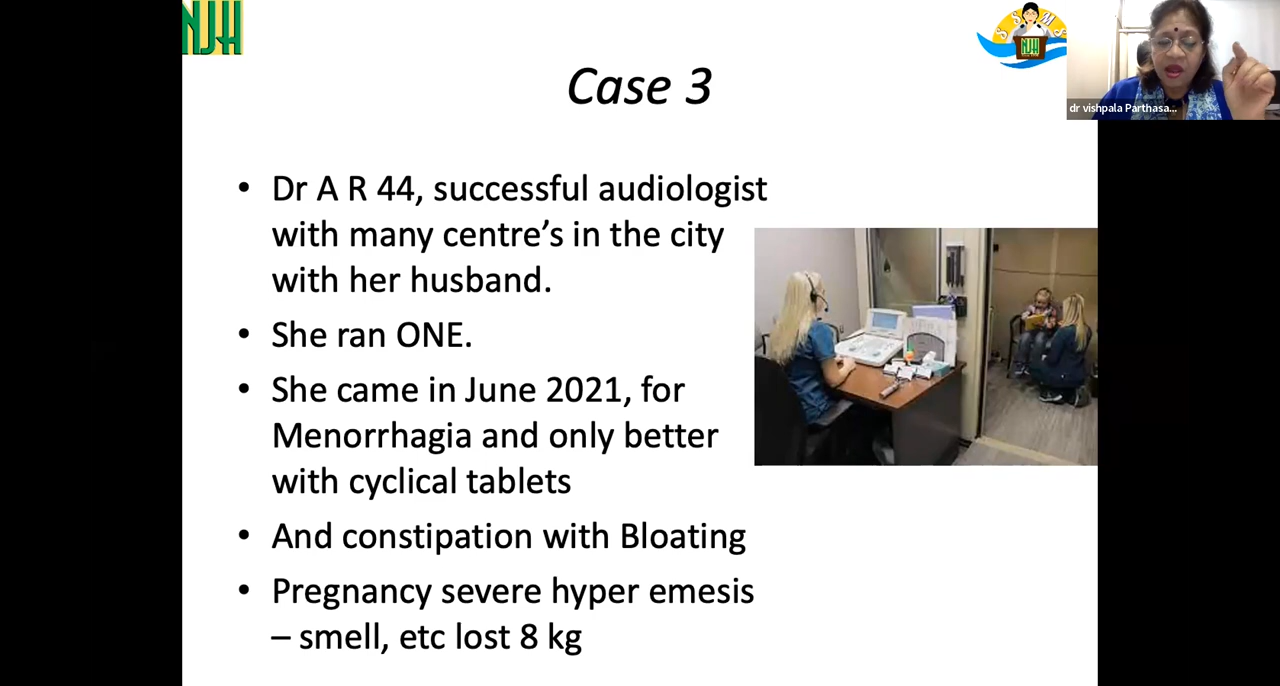 NJH
S S M S
NJH
dr vishpala Parthasa...
Case 3
• Dr A R 44, successful audiologist
with many centre’s in the city
with her husband.
• She ran ONE.
• She came in June 2021, for
Menorrhagia and only better
with cyclical tablets
• And constipation with Bloating
• Pregnancy severe hyper emesis
– smell, etc lost 8 kg